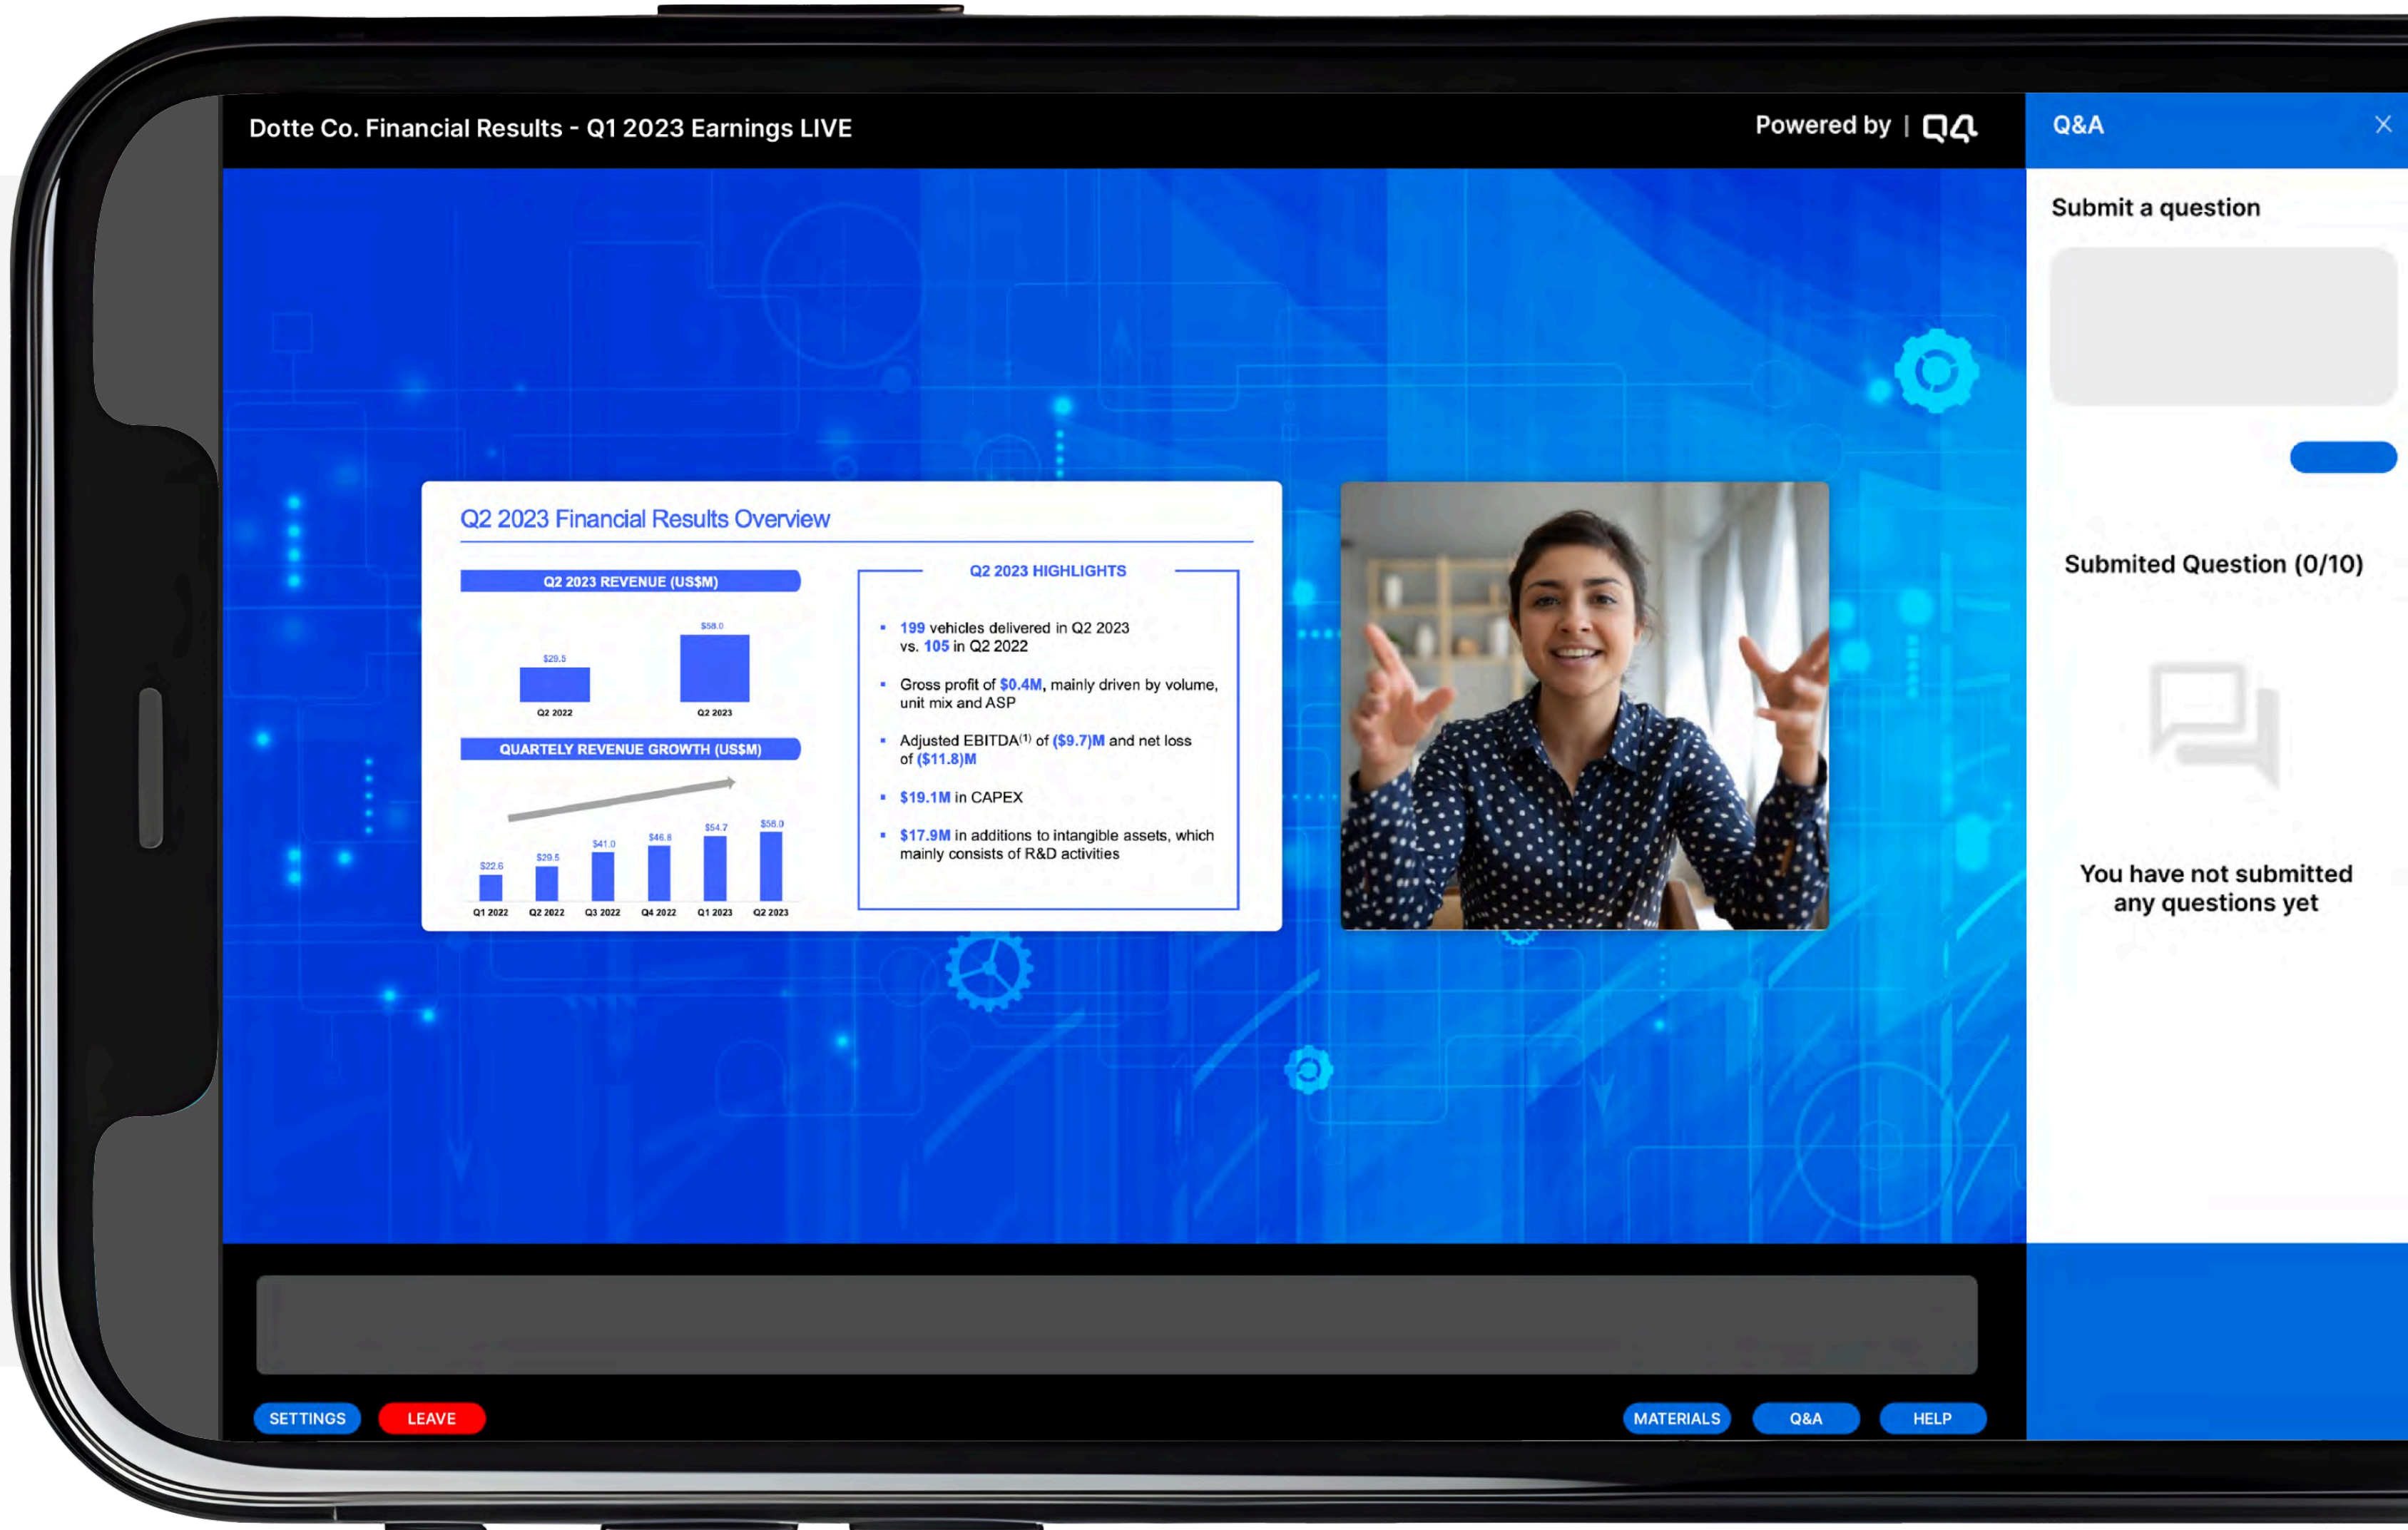 Dotte Co. Financial Results - Q1 2023 Earnings LIVE
Powered by | Q4
Q2 2023 Financial Results Overview
Q2 2023 REVENUE (US$M)
$29.5
$58.0
Q2 2022
Q2 2023
QUARTELY REVENUE GROWTH (US$M)
$22.6
$29.5
$41.0
$46.8
$54.7
$58.0
Q1 2022
Q2 2022
Q3 2022
Q4 2022
Q1 2023
Q2 2023
Q2 2023 HIGHLIGHTS
▪ 199 vehicles delivered in Q2 2023
vs. 105 in Q2 2022
▪ Gross profit of $0.4M, mainly driven by volume,
unit mix and ASP
▪ Adjusted EBITDA(1) of ($9.7)M and net loss
of ($11.8)M
▪ $19.1M in CAPEX
▪ $17.9M in additions to intangible assets, which
mainly consists of R&D activities
SETTINGS
LEAVE
MATERIALS
Q&A
HELP
Q&A
Submit a question
Submited Question (0/10)
You have not submitted
any questions yet